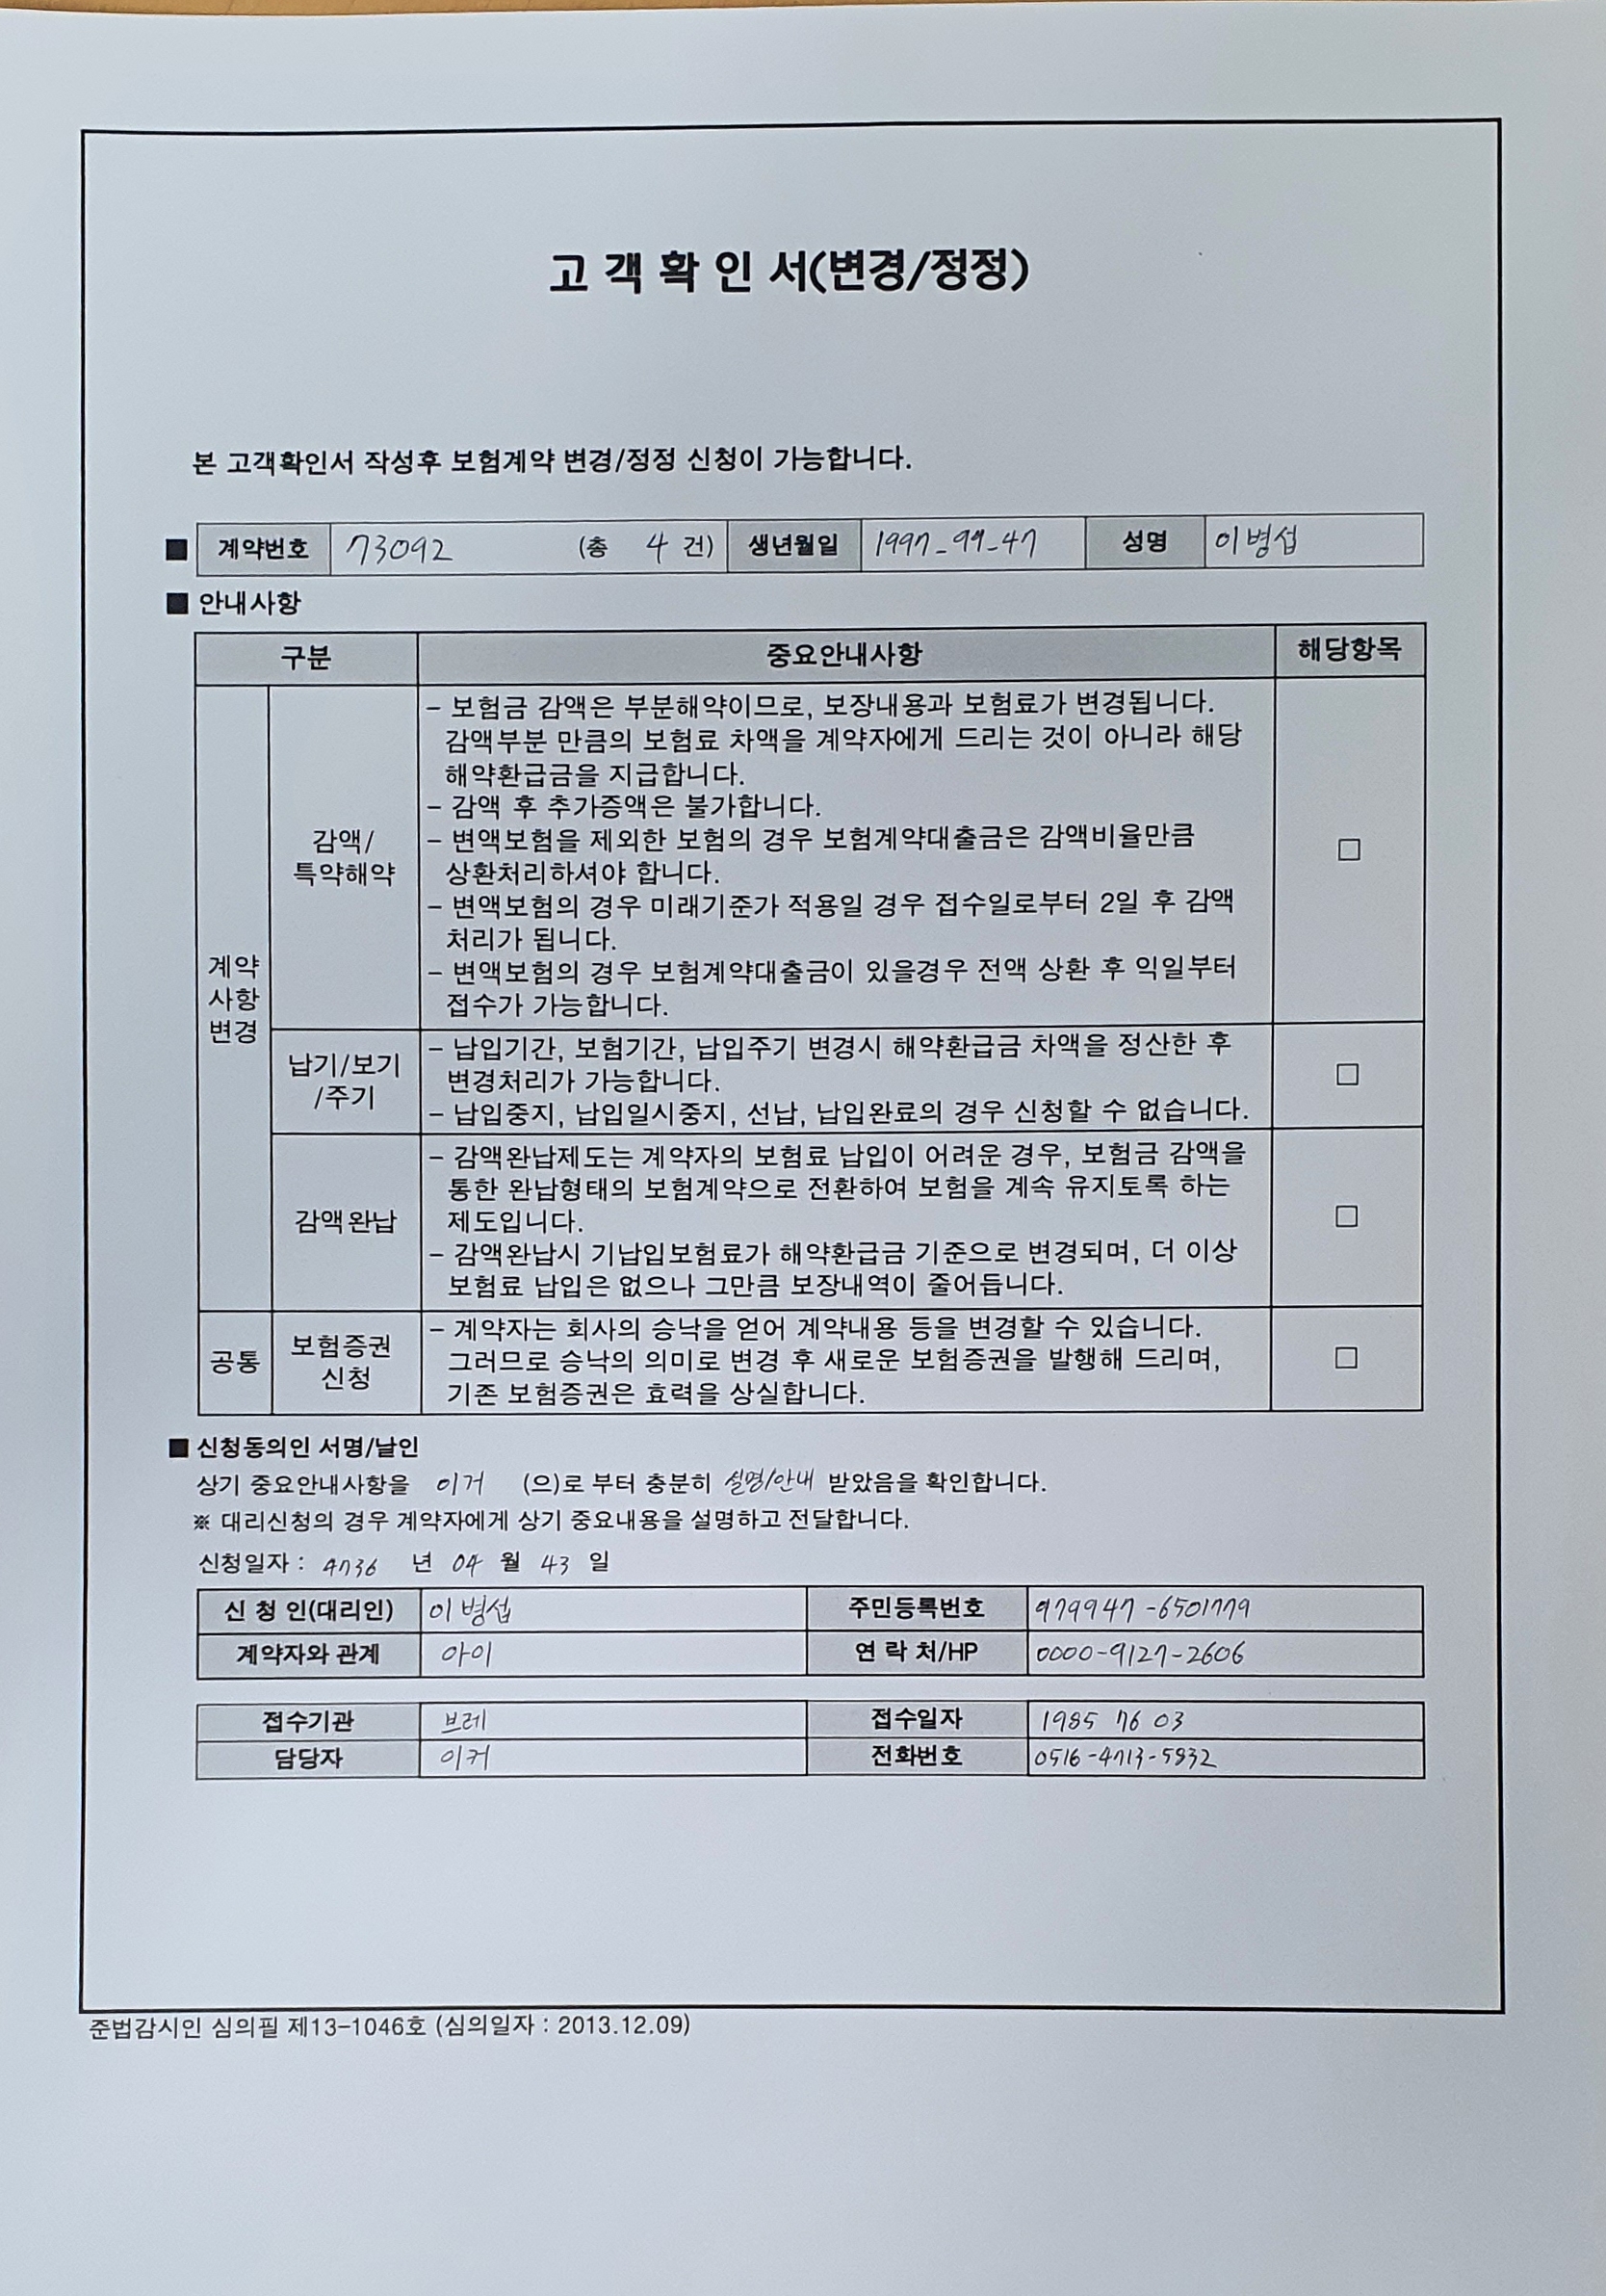 고 객 확 인 서(변경/정정)
본 고객확인서 작성후 보험계약 변경/정정 신청이 가능합니다.
■ 계약번호 73092 (총 4 건) 생년월일 1997-99-47 성명 이병섭
■ 안내사항
구분 중요안내사항 해당항목
계약
사항
변경
감액/
특약해약
- 보험금 감액은 부분해약이므로, 보장내용과 보험료가 변경됩니다.
감액부분 만큼의 보험료 차액을 계약자에게 드리는 것이 아니라 해당
해약환급금을 지급합니다.
- 감액 후 추가증액은 불가합니다.
- 변액보험을 제외한 보험의 경우 보험계약대출금은 감액비율만큼
상환처리하셔야 합니다.
- 변액보험의 경우 미래기준가 적용일 경우 접수일로부터 2일 후 감액
처리가 됩니다.
- 변액보험의 경우 보험계약대출금이 있을경우 전액 상환 후 익일부터
접수가 가능합니다.
□
납기/보기
/주기
- 납입기간, 보험기간, 납입주기 변경시 해약환급금 차액을 정산한 후
변경처리가 가능합니다.
- 납입중지, 납입일시중지, 선납, 납입완료의 경우 신청할 수 없습니다.
□
감액완납
- 감액완납제도는 계약자의 보험료 납입이 어려운 경우, 보험금 감액을
통한 완납형태의 보험계약으로 전환하여 보험을 계속 유지토록 하는
제도입니다.
- 감액완납시 기납입보험료가 해약환급금 기준으로 변경되며, 더 이상
보험료 납입은 없으나 그만큼 보장내역이 줄어듭니다.
□
공통
보험증권
신청
- 계약자는 회사의 승낙을 얻어 계약내용 등을 변경할 수 있습니다.
그러므로 승낙의 의미로 변경 후 새로운 보험증권을 발행해 드리며,
기존 보험증권은 효력을 상실합니다.
□
■ 신청동의인 서명/날인
상기 중요안내사항을 이거 (으)로 부터 충분히 설명/안내 받았음을 확인합니다.
※ 대리신청의 경우 계약자에게 상기 중요내용을 설명하고 전달합니다.
신청일자 : 4736 년 04 월 43 일
신 청 인(대리인) 이병섭 주민등록번호 979947-6501779
계약자와 관계 아이 연 락 처/HP 0000-9127-2606
접수기관 브레 접수일자 1985 76 03
담당자 이커 전화번호 0516-4713-5932
준법감시인 심의필 제13-1046호 (심의일자 : 2013.12.09)